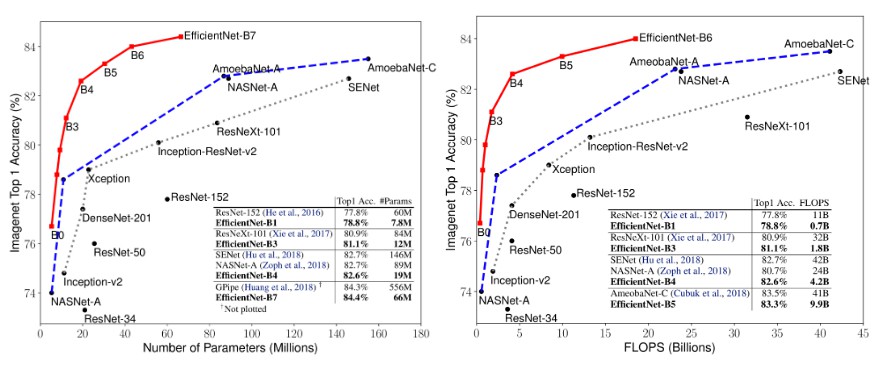 84
82
80
78
76
74
0 20 40 60 80 100 120 140 160 180
Number of Parameters (Millions)
Imagenet Top 1 Accuracy (%)
EfficientNet-B7
B6
B5
B4
B3
B0
AmoebaNet-A
AmoebaNet-C
NASNet-A
SENet
ResNeXt-101
Inception-ResNet-v2
Xception
ResNet-152
DenseNet-201
ResNet-50
Inception-v2
NASNet-A
ResNet-34
Top1 Acc. #Params
ResNet-152 (He et al., 2016) 77.8% 60M
EfficientNet-B1 78.8% 7.8M
ResNeXt-101 (Xie et al., 2017) 80.9% 84M
EfficientNet-B3 81.1% 12M
SENet (Hu et al., 2018) 82.7% 146M
NASNet-A (Zoph et al., 2018) 82.7% 89M
EfficientNet-B4 82.6% 19M
GPipe (Huang et al., 2018) † 84.3% 556M
EfficientNet-B7 84.4% 66M
†Not plotted
84
82
80
78
76
74
0 5 10 15 20 25 30 35 40 45
FLOPS (Billions)
Imagenet Top 1 Accuracy (%)
EfficientNet-B6
B5
B4
B3
B0
AmoebaNet-A
AmoebaNet-C
NASNet-A
SENet
ResNeXt-101
Inception-ResNet-v2
Xception
ResNet-152
DenseNet-201
ResNet-50
Inception-v2
NASNet-A
ResNet-34
Top1 Acc. FLOPS
ResNet-152 (Xie et al., 2017) 77.8% 11B
EfficientNet-B1 78.8% 0.7B
ResNeXt-101 (Xie et al., 2017) 80.9% 32B
EfficientNet-B3 81.1% 1.8B
SENet (Hu et al., 2018) 82.7% 42B
NASNet-A (Zoph et al., 2018) 80.7% 24B
EfficientNet-B4 82.6% 4.2B
AmoebaNet-C (Cubuk et al., 2018) 83.5% 41B
EfficientNet-B5 83.3% 9.9B